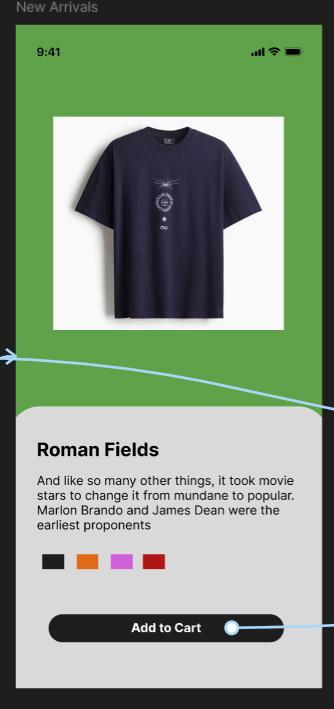 New Arrivals
9:41
Roman Fields
And like so many other things, it took movie
stars to change it from mundane to popular.
Marlon Brando and James Dean were the
earliest proponents
Add to Cart